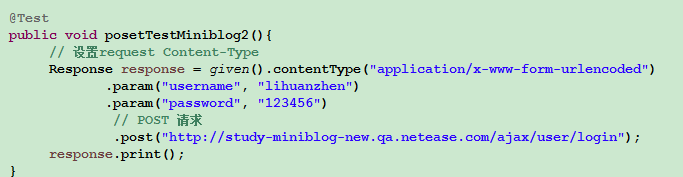 @Test
public void posetTestMiniblog2(){
// 设置request Content-Type
Response response = given().contentType("application/x-www-form-urlencoded")
.param("username", "lihuanzhen")
.param("password", "123456")
// POST 请求
.post("http://study-miniblog-new.qa.netease.com/ajax/user/login");
response.print();
}